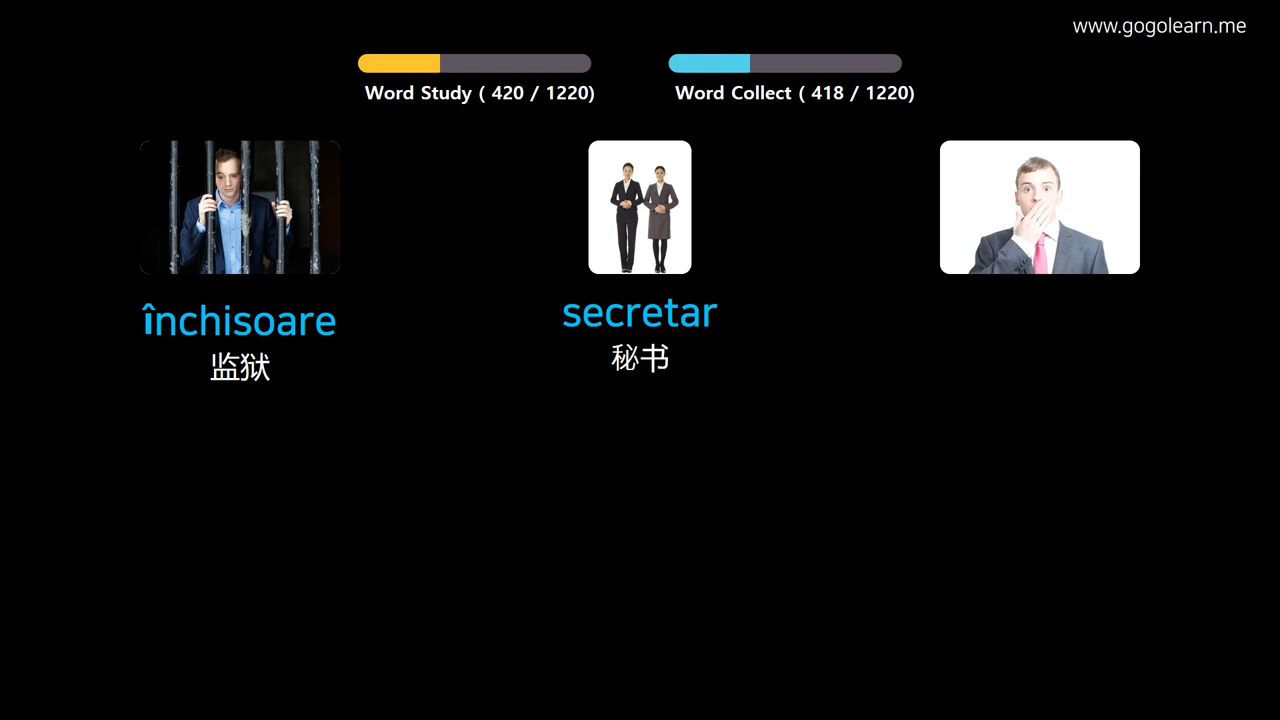 www.gogolearn.me
Word Study ( 420 / 1220)
Word Collect ( 418 / 1220)
închisoare
监狱
secretar
秘书